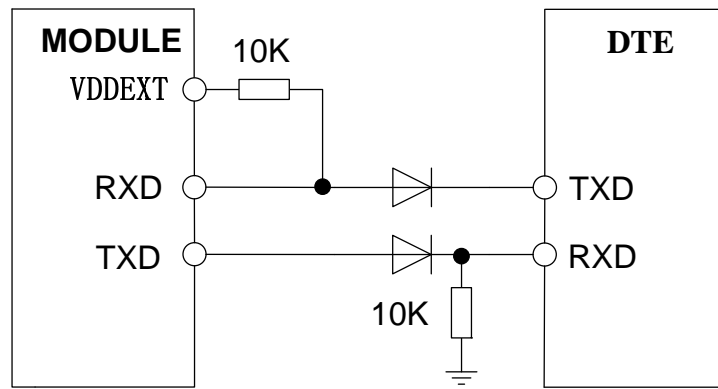 MODULE
DTE
10K
VDDEXT
RXD
TXD
TXD
RXD
10K